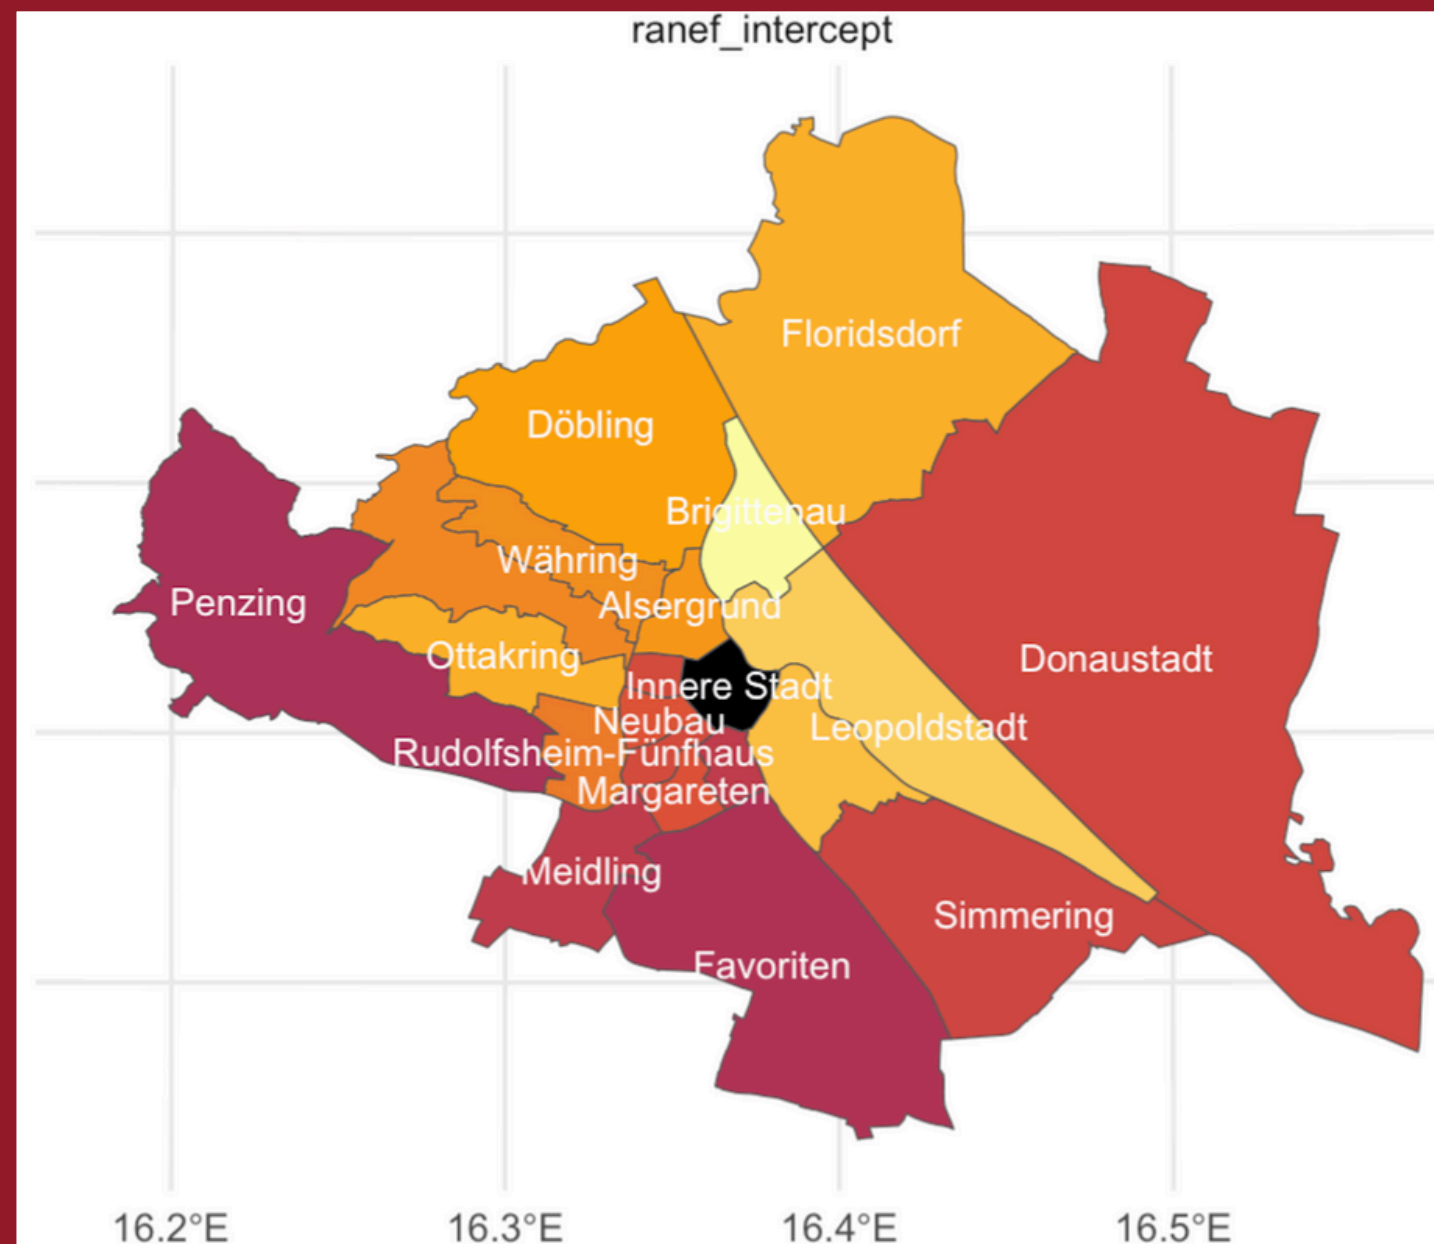 ranef_intercept
Floridsdorf
Döbling
Brigittenau
Währing
Penzing
Alsergrund
Ottakring
Donaustadt
Innere Stadt
Neubau
Leopoldstadt
Rudolfsheim-Fünfhaus
Margareten
Meidling
Simmering
Favoriten
16.2°E
16.3°E
16.4°E
16.5°E